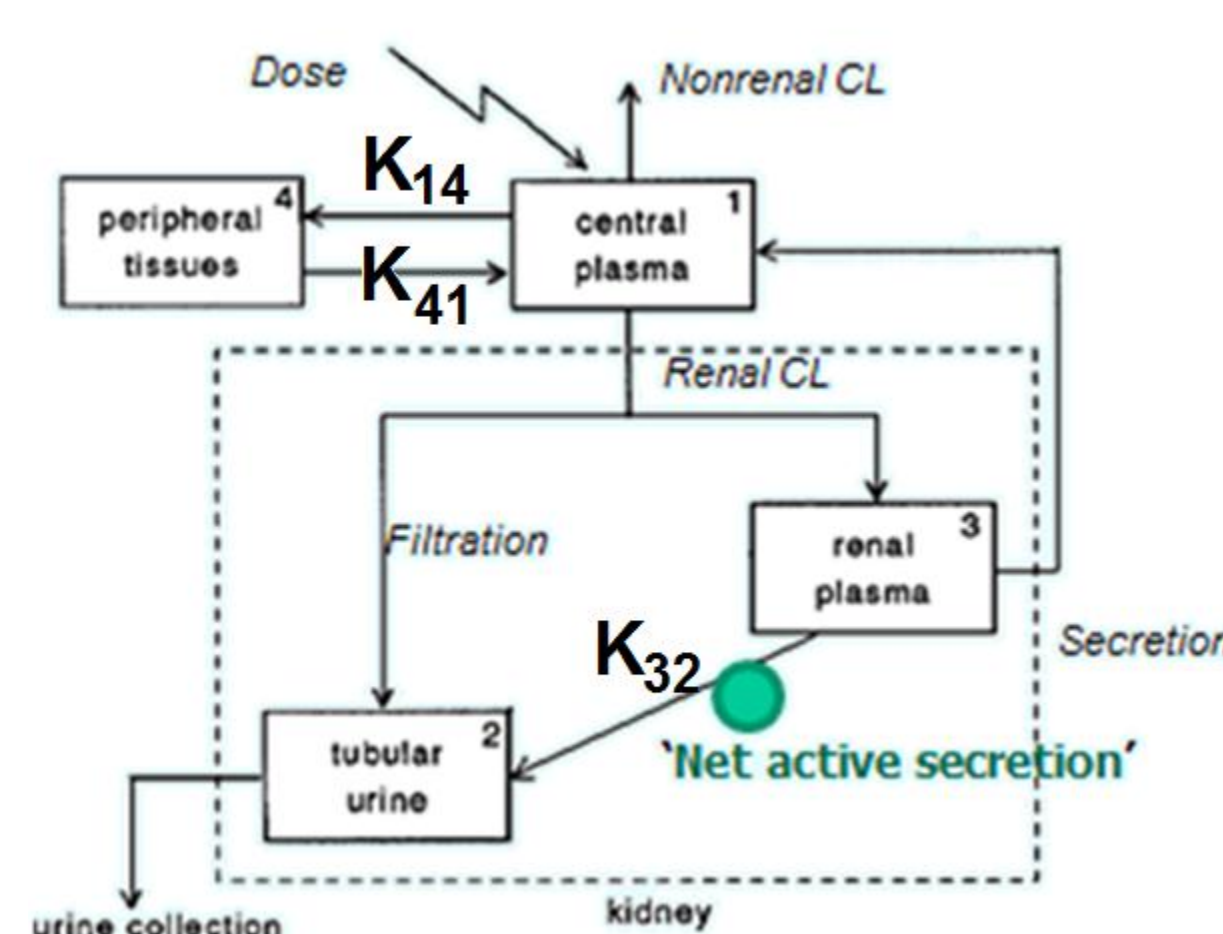 Dose
Nonrenal CL
K14
4
peripheral
tissues
1
central
plasma
K41
Renal CL
Filtration
3
renal
plasma
K32
Secretion
2
tubular
urine
‘Net active secretion’
urine collection
kidney